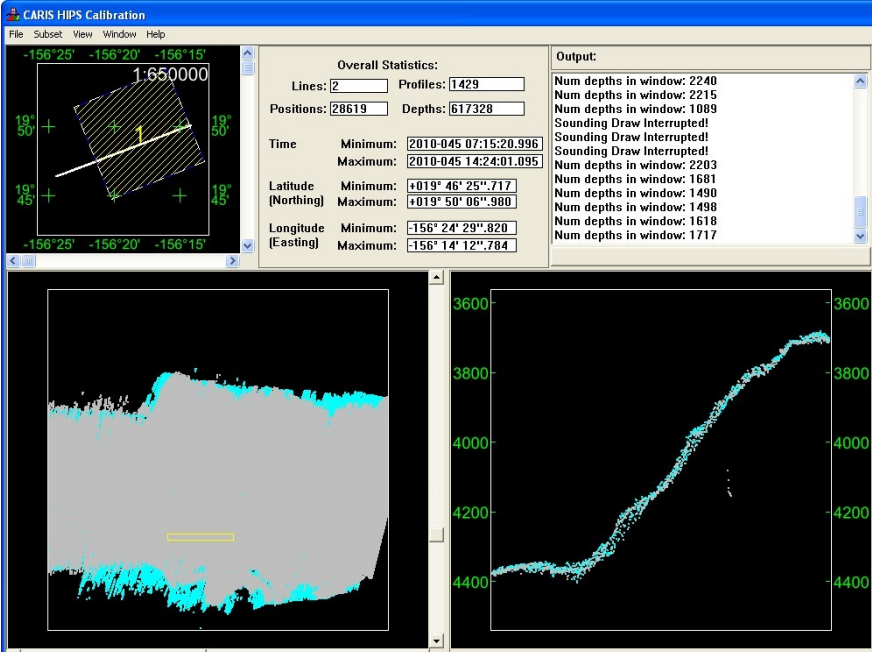 CARIS HIPS Calibration
File Subset View Window Help
-156°25' -156°20' -156°15'
1:650000
19° 50' 19° 50'
1
19° 45' 19° 45'
-156°25' -156°20' -156°15'
Overall Statistics:
Lines: 2 Profiles: 1429
Positions: 28619 Depths: 617328
Time Minimum: 2010-045 07:15:20.996
Maximum: 2010-045 14:24:01.095
Latitude Minimum: +019° 46' 25".717
(Northing) Maximum: +019° 50' 06".980
Longitude Minimum: -156° 24' 29".820
(Easting) Maximum: -156° 14' 12".784
Output:
Num depths in window: 2240
Num depths in window: 2215
Num depths in window: 1089
Sounding Draw Interrupted!
Sounding Draw Interrupted!
Sounding Draw Interrupted!
Num depths in window: 2203
Num depths in window: 1681
Num depths in window: 1490
Num depths in window: 1498
Num depths in window: 1618
Num depths in window: 1717
3600 3600
3800 3800
4000 4000
4200 4200
4400 4400